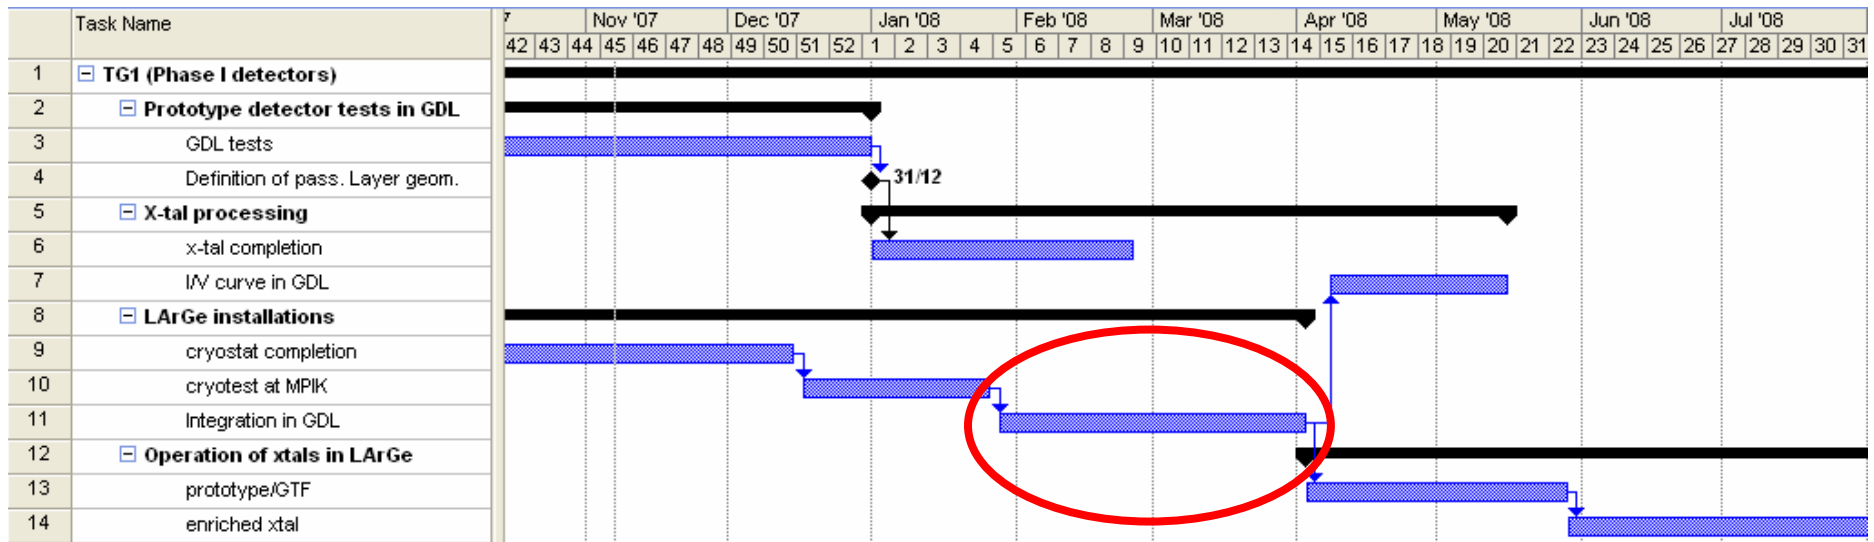 Task Name
7 Nov '07 Dec '07 Jan '08 Feb '08 Mar '08 Apr '08 May '08 Jun '08 Jul '08
42 43 44 45 46 47 48 49 50 51 52 1 2 3 4 5 6 7 8 9 10 11 12 13 14 15 16 17 18 19 20 21 22 23 24 25 26 27 28 29 30 31
1 TG1 (Phase I detectors)
2 Prototype detector tests in GDL
3 GDL tests
4 Definition of pass. Layer geom. 31/12
5 X-tal processing
6 x-tal completion
7 I/V curve in GDL
8 LArGe installations
9 cryostat completion
10 cryotest at MPIK
11 Integration in GDL
12 Operation of xtals in LArGe
13 prototype/GTF
14 enriched xtal